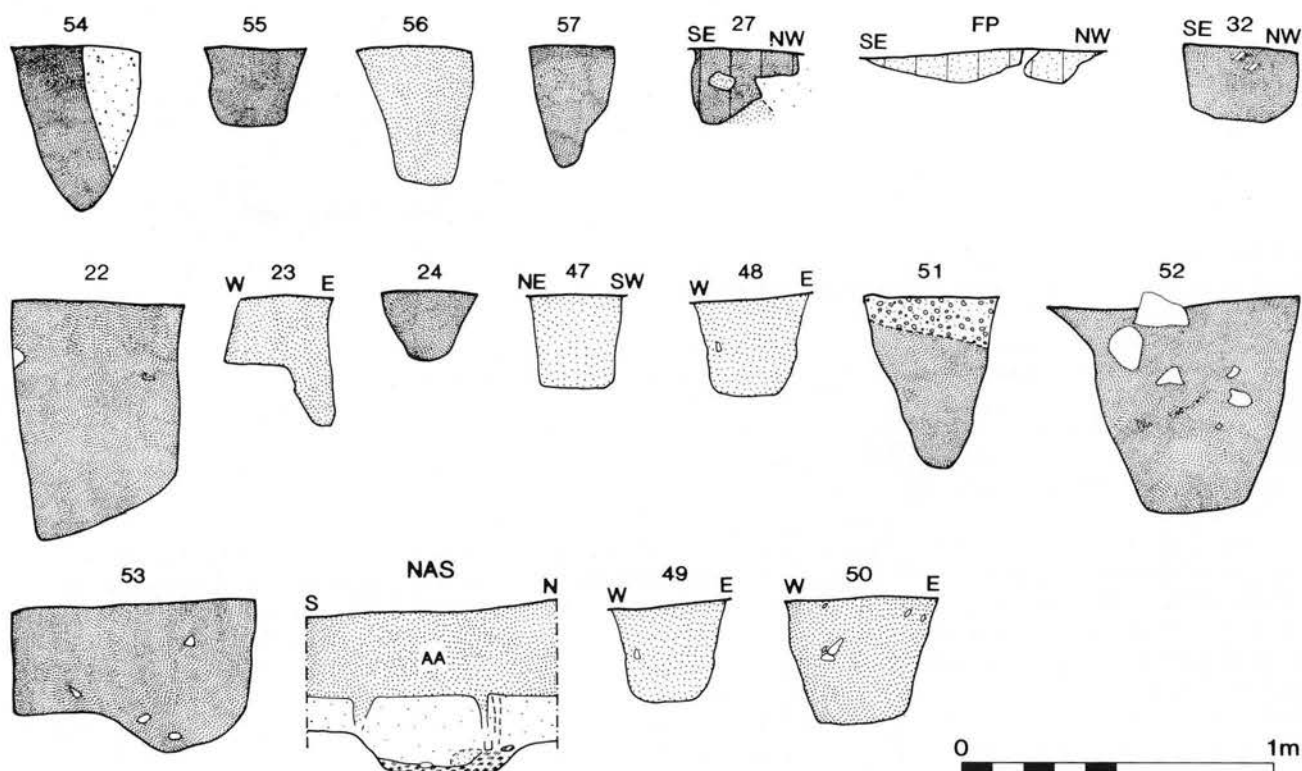 54 55 56 57 27 FP 32
SE NW SE NW SE NW
22 23 24 47 48 51 52
W E NE SW W E
53 NAS 49 50
S N W E W E
AA
0 1m